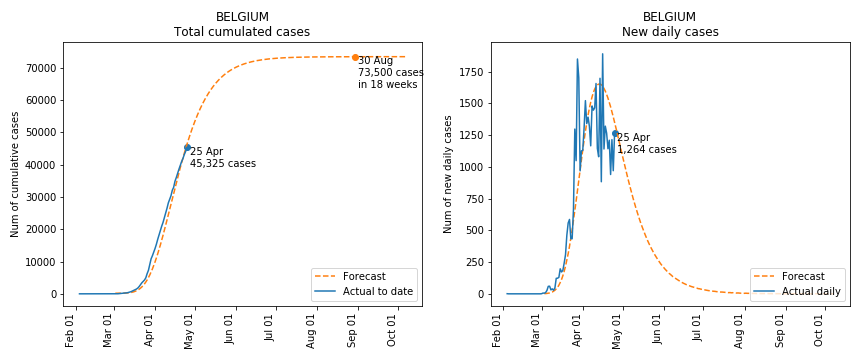 BELGIUM
Total cumulated cases
Num of cumulative cases
70000
60000
50000
40000
30000
20000
10000
0
30 Aug
73,500 cases
in 18 weeks
25 Apr
45,325 cases
Forecast
Actual to date
Feb 01
Mar 01
Apr 01
May 01
Jun 01
Jul 01
Aug 01
Sep 01
Oct 01
BELGIUM
New daily cases
Num of new daily cases
1750
1500
1250
1000
750
500
250
0
25 Apr
1,264 cases
Forecast
Actual daily
Feb 01
Mar 01
Apr 01
May 01
Jun 01
Jul 01
Aug 01
Sep 01
Oct 01